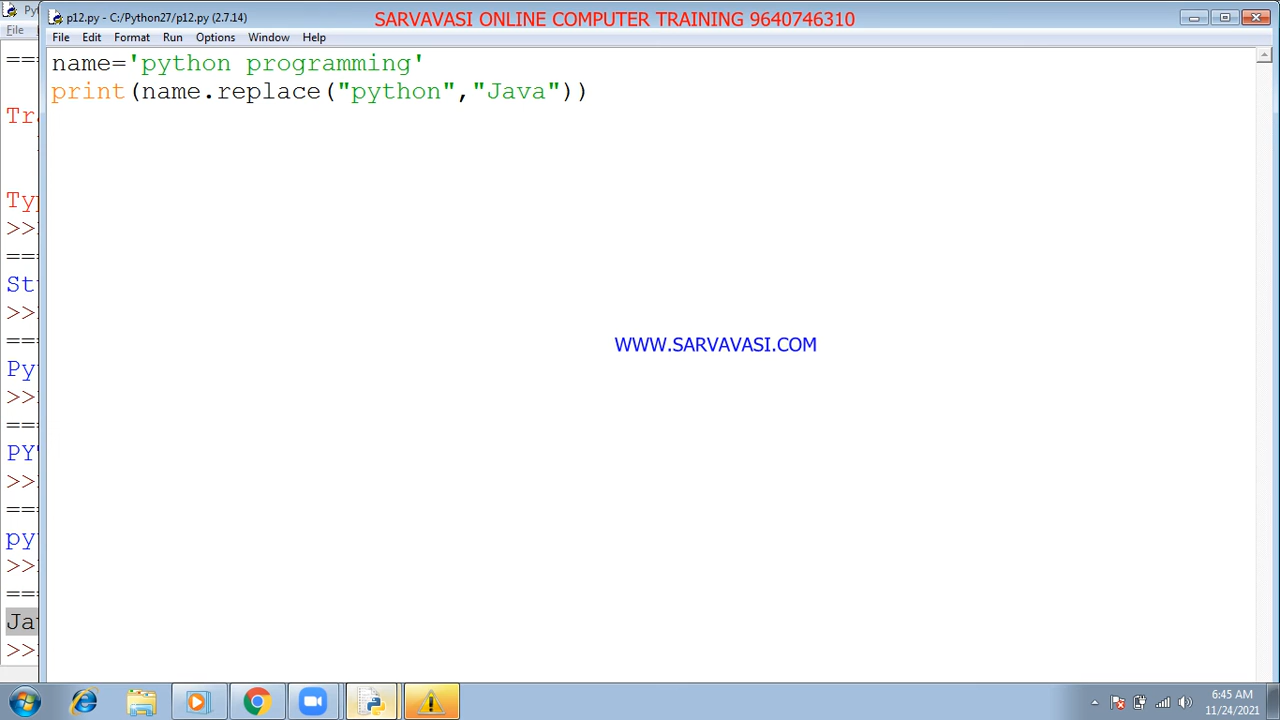 p12.py - C:/Python27/p12.py (2.7.14)
SARVAVASI ONLINE COMPUTER TRAINING 9640746310
File Edit Format Run Options Window Help
name='python programming'
print(name.replace("python","Java"))
WWW.SARVAVASI.COM
File
>>
>>
>>
>>
>>
>>
6:45 AM
11/24/2021